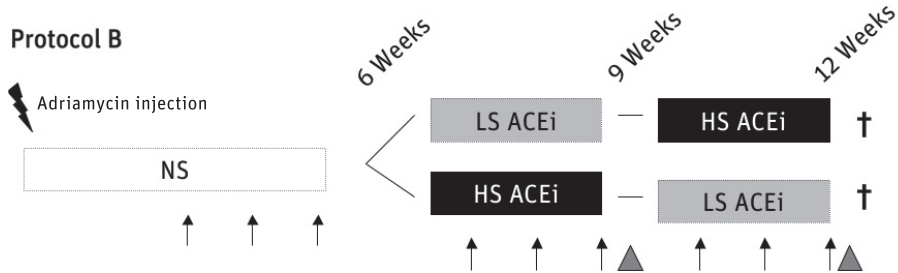 Protocol B
6 Weeks
9 Weeks
12 Weeks
Adriamycin injection
LS ACEi
HS ACEi
†
NS
HS ACEi
LS ACEi
†